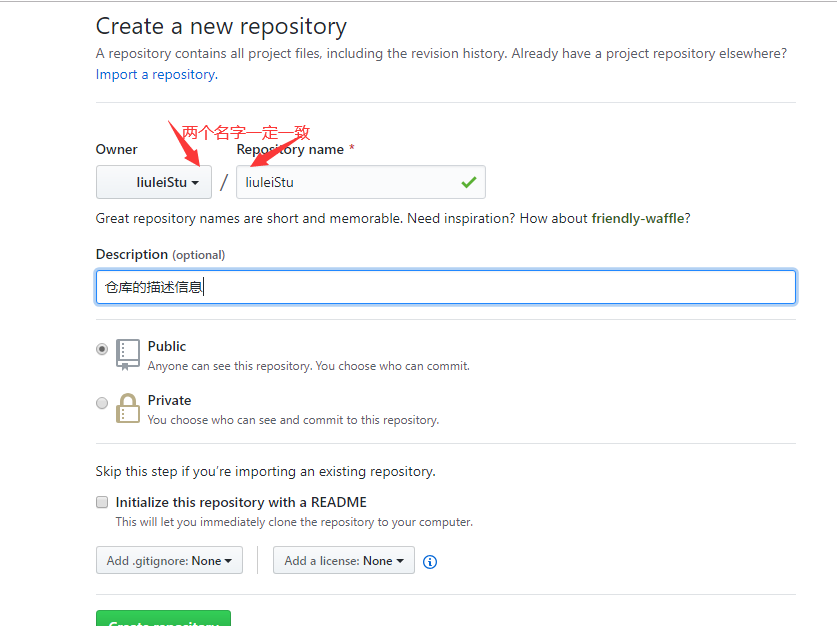 Create a new repository
A repository contains all project files, including the revision history. Already have a project repository elsewhere?
Import a repository.
两个名字一定一致
Owner Repository name *
liuleiStu / liuleiStu
Great repository names are short and memorable. Need inspiration? How about friendly-waffle?
Description (optional)
仓库的描述信息
Public
Anyone can see this repository. You choose who can commit.
Private
You choose who can see and commit to this repository.
Skip this step if you're importing an existing repository.
Initialize this repository with a README
This will let you immediately clone the repository to your computer.
Add .gitignore: None Add a license: None
Create repository